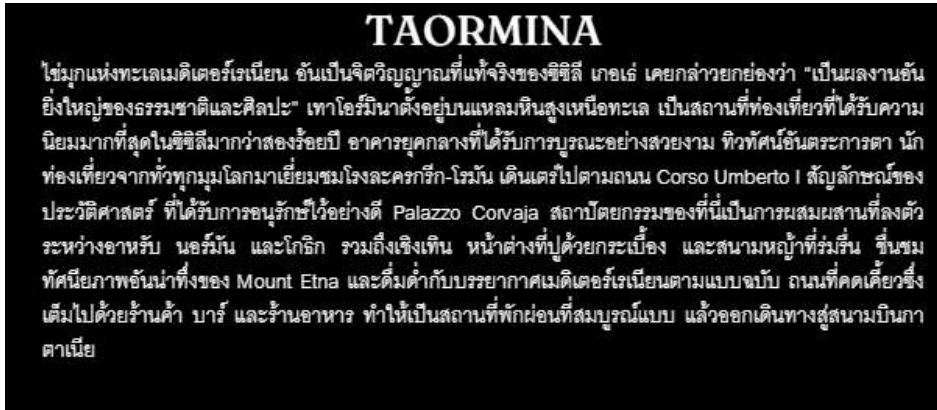 TAORMINA
ไข่มุกแห่งทะเลเมดิเตอร์เรเนียน อันเป็นจิตวิญญาณที่แท้จริงของซิซิลี เกอเธ่ เคยกล่าวยกย่องว่า "เป็นผลงานอัน
ยิ่งใหญ่ของธรรมชาติและศิลปะ" เทาโอร์มินาตั้งอยู่บนแหลมหินสูงเหนือทะเล เป็นสถานที่ท่องเที่ยวที่ได้รับความ
นิยมมากที่สุดในซิซิลีมากว่าสองร้อยปี อาคารยุคกลางที่ได้รับการบูรณะอย่างสวยงาม ทิวทัศน์อันตระการตา นัก
ท่องเที่ยวจากทั่วทุกมุมโลกมาเยี่ยมชมโรงละครกรีก-โรมัน เดินเตร่ไปตามถนน Corso Umberto I สัญลักษณ์ของ
ประวัติศาสตร์ ที่ได้รับการอนุรักษ์ไว้อย่างดี Palazzo Corvaja สถาปัตยกรรมของที่นี่เป็นการผสมผสานที่ลงตัว
ระหว่างอาหรับ นอร์มัน และโกธิก รวมถึงเชิงเทิน หน้าต่างที่ปูด้วยกระเบื้อง และสนามหญ้าที่ร่มรื่น ชื่นชม
ทัศนียภาพอันน่าทึ่งของ Mount Etna และดื่มด่ำกับบรรยากาศเมดิเตอร์เรเนียนตามแบบฉบับ ถนนที่คดเคี้ยวซึ่ง
เต็มไปด้วยร้านค้า บาร์ และร้านอาหาร ทำให้เป็นสถานที่พักผ่อนที่สมบูรณ์แบบ แล้วออกเดินทางสู่สนามบินกา
ตาเนีย